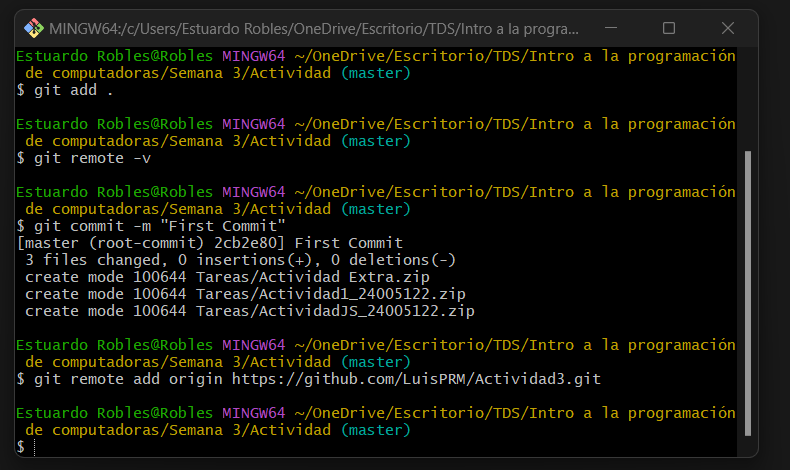 MINGW64:/c/Users/Estuardo Robles/OneDrive/Escritorio/TDS/Intro a la progra...
Estuardo Robles@Robles MINGW64 ~/OneDrive/Escritorio/TDS/Intro a la programación
de computadoras/Semana 3/Actividad (master)
$ git add .
Estuardo Robles@Robles MINGW64 ~/OneDrive/Escritorio/TDS/Intro a la programación
de computadoras/Semana 3/Actividad (master)
$ git remote -v
Estuardo Robles@Robles MINGW64 ~/OneDrive/Escritorio/TDS/Intro a la programación
de computadoras/Semana 3/Actividad (master)
$ git commit -m "First Commit"
[master (root-commit) 2cb2e80] First Commit
3 files changed, 0 insertions(+), 0 deletions(-)
create mode 100644 Tareas/Actividad Extra.zip
create mode 100644 Tareas/Actividad1_24005122.zip
create mode 100644 Tareas/ActividadJS_24005122.zip
Estuardo Robles@Robles MINGW64 ~/OneDrive/Escritorio/TDS/Intro a la programación
de computadoras/Semana 3/Actividad (master)
$ git remote add origin https://github.com/LuisPRM/Actividad3.git
Estuardo Robles@Robles MINGW64 ~/OneDrive/Escritorio/TDS/Intro a la programación
de computadoras/Semana 3/Actividad (master)
$